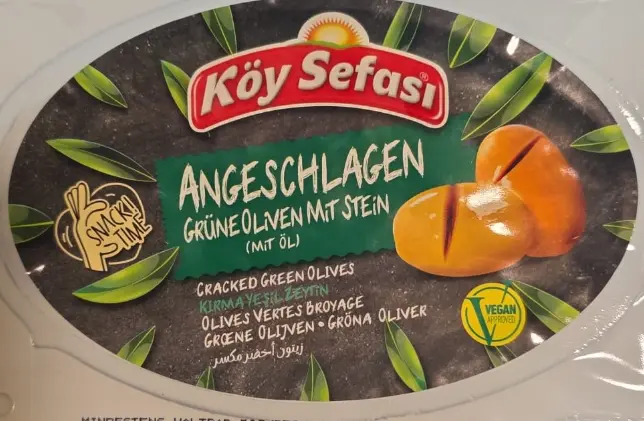 Köy Sefası®
ANGESCHLAGEN
GRÜNE OLIVEN MIT STEIN
(MIT ÖL)
SNACK!
TIME
CRACKED GREEN OLIVES
KIRMA YEŞİL ZEYTİN
OLIVES VERTES BROYAGE
GROENE OLIJVEN • GRÖNA OLIVER
زيتون أخضر مكسر
VEGAN
APPROVED